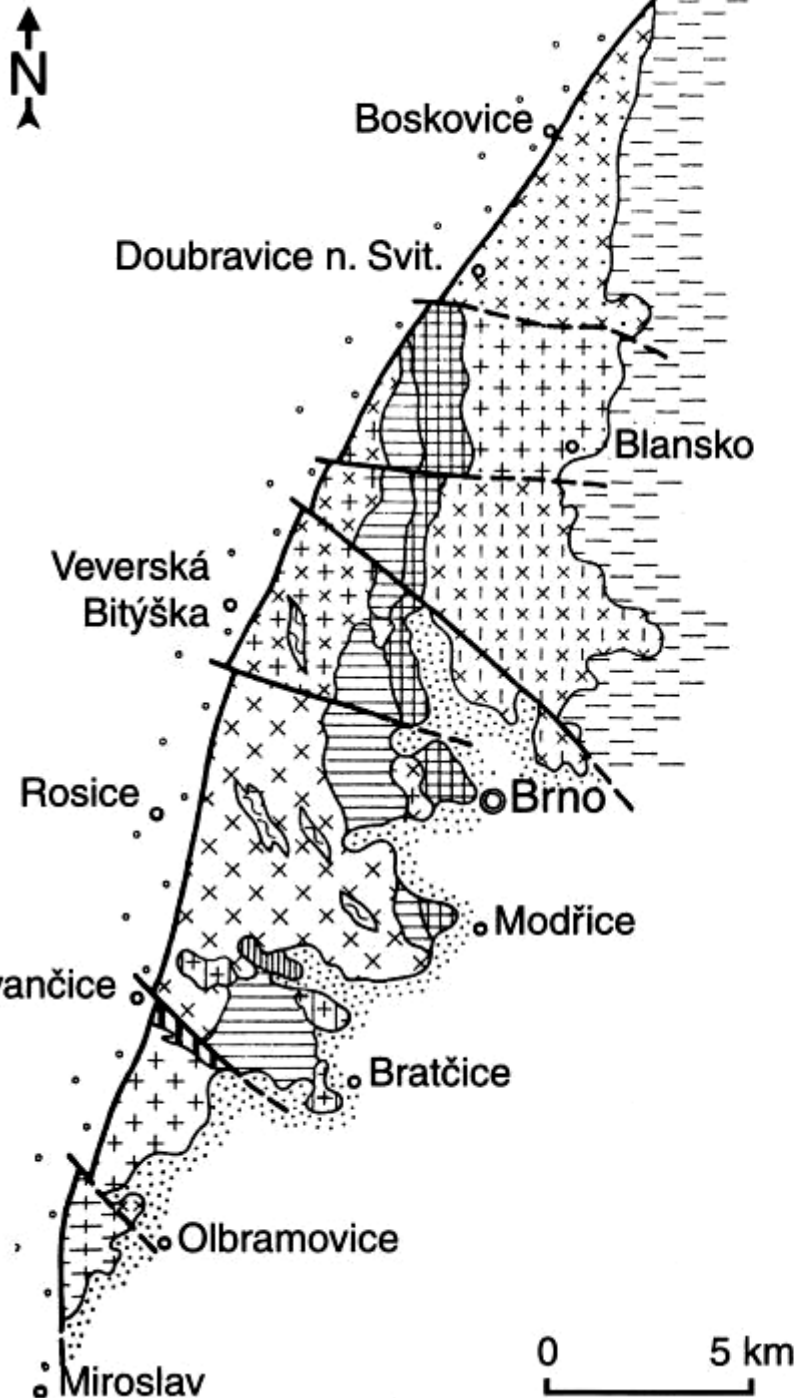 N
Boskovice
Doubravice n. Svit.
Blansko
Veverská
Bitýška
Rosice
Brno
Modřice
vančice
Bratčice
Olbramovice
0 5 km
Miroslav